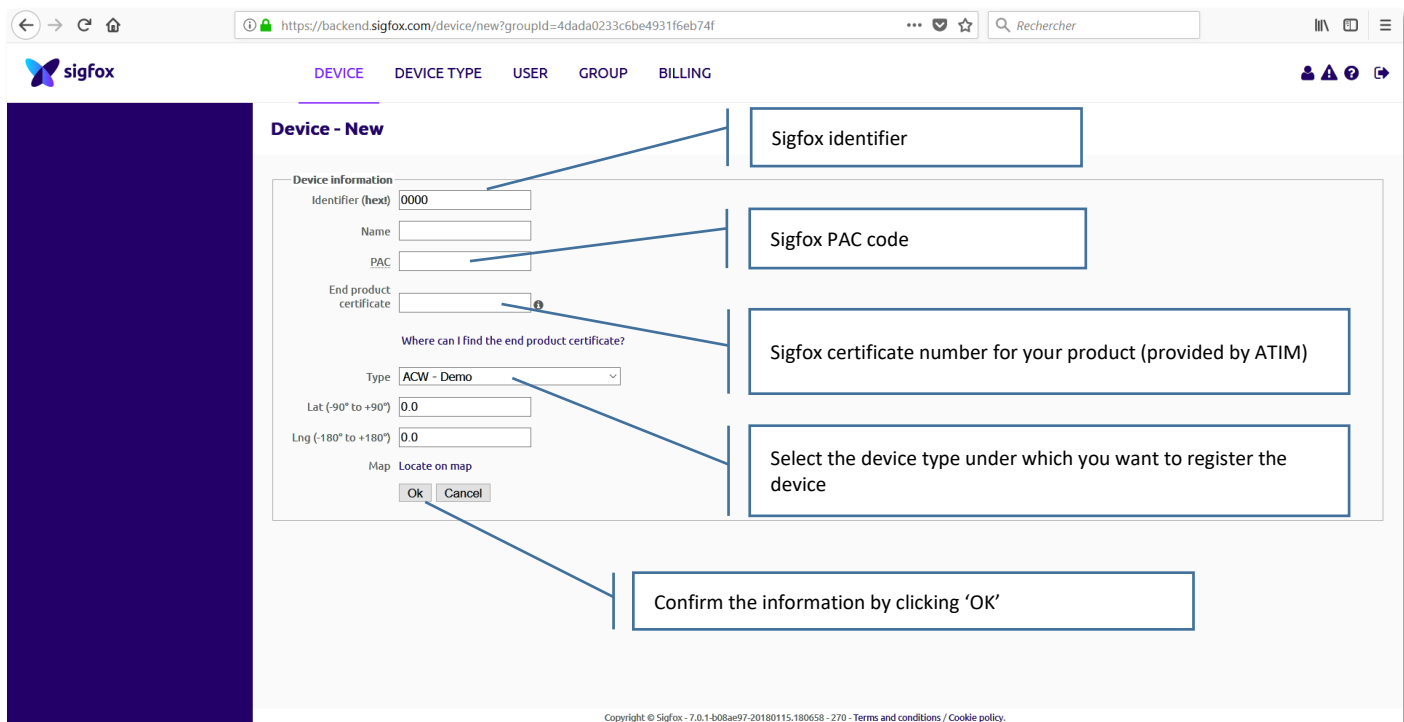 https://backend.sigfox.com/device/new?groupId=4dada0233c6be4931f6eb74f
Rechercher
sigfox
DEVICE DEVICE TYPE USER GROUP BILLING
Device - New
Sigfox identifier
Device information
Identifier (hex!) 0000
Name
Sigfox PAC code
PAC
End product
certificate
Where can I find the end product certificate?
Sigfox certificate number for your product (provided by ATIM)
Type ACW - Demo
Lat (-90° to +90°) 0.0
Lng (-180° to +180°) 0.0
Select the device type under which you want to register the
device
Map Locate on map
Ok Cancel
Confirm the information by clicking ‘OK’
Copyright © Sigfox - 7.0.1-b08ae97-20180115.180658 - 270 - Terms and conditions / Cookie policy.